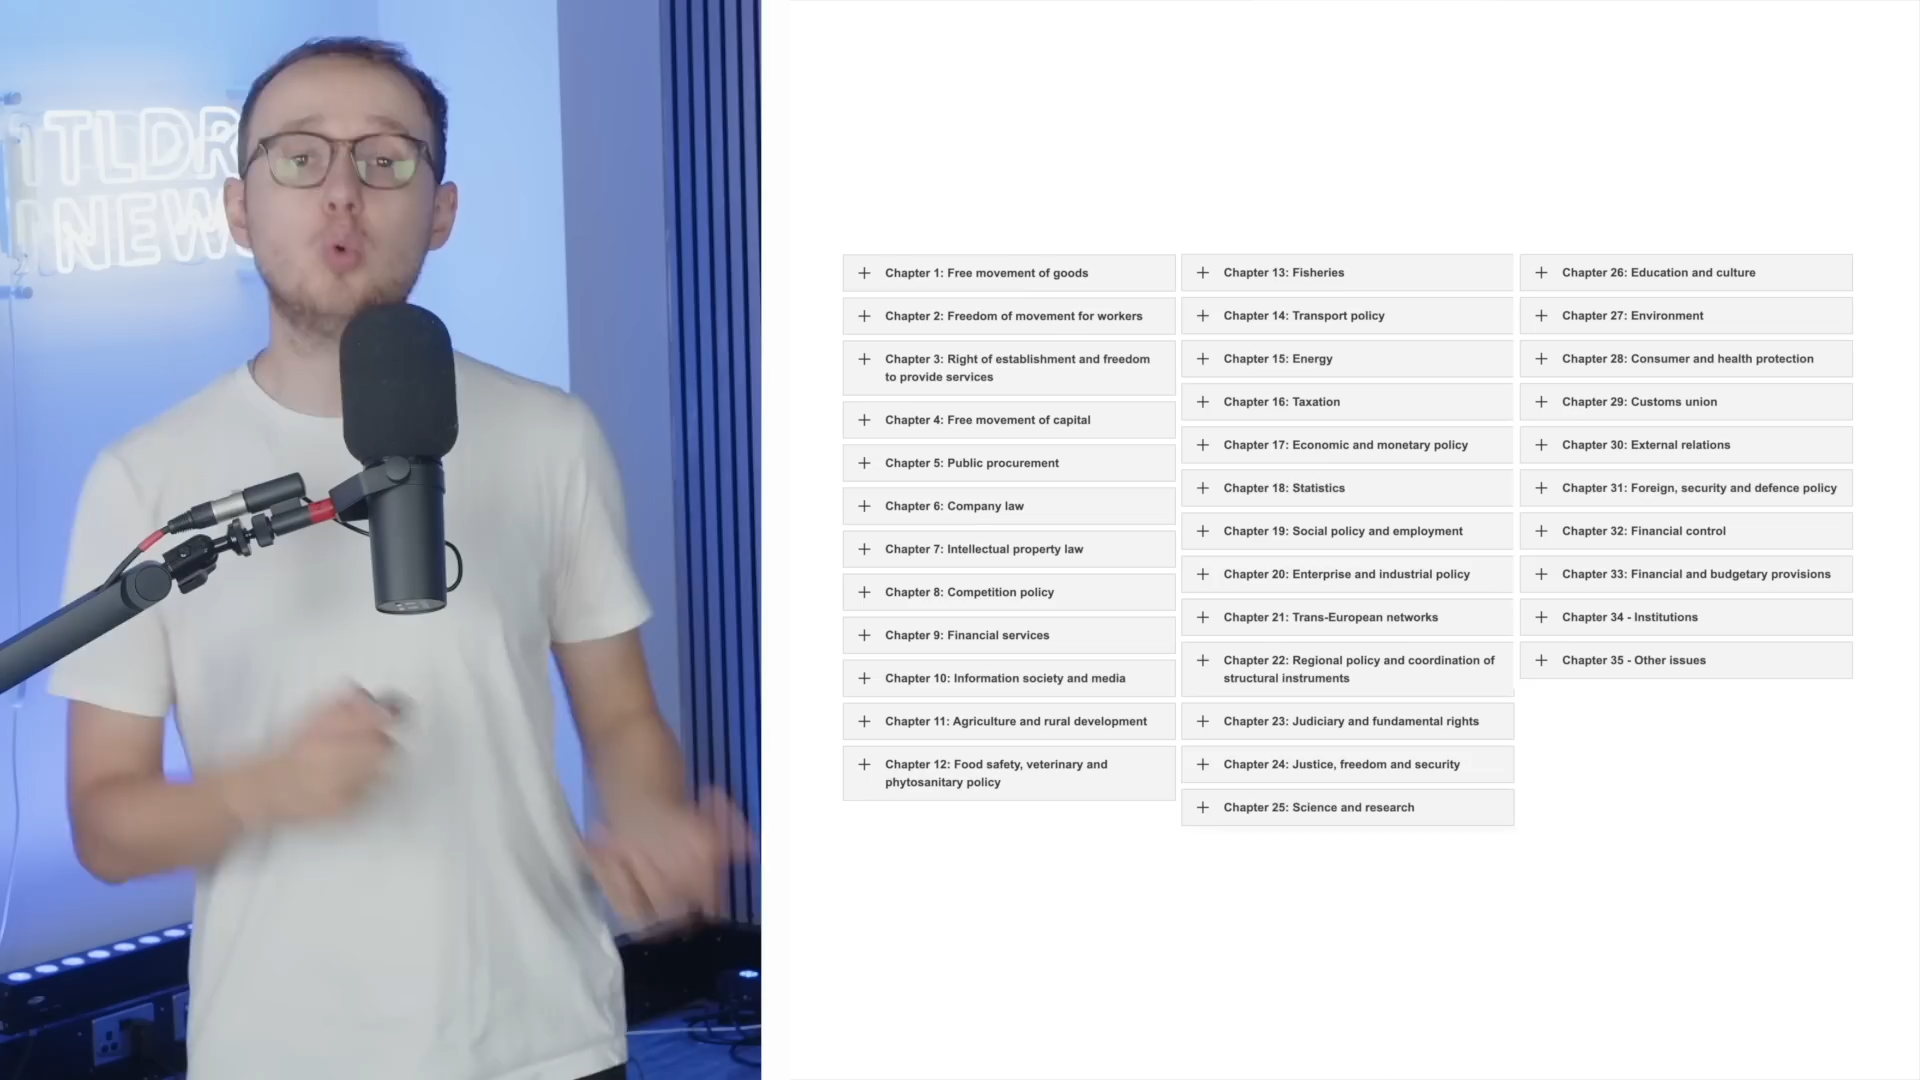 TLDR
NEWS
Chapter 1: Free movement of goods
Chapter 2: Freedom of movement for workers
Chapter 3: Right of establishment and freedom
to provide services
Chapter 4: Free movement of capital
Chapter 5: Public procurement
Chapter 6: Company law
Chapter 7: Intellectual property law
Chapter 8: Competition policy
Chapter 9: Financial services
Chapter 10: Information society and media
Chapter 11: Agriculture and rural development
Chapter 12: Food safety, veterinary and
phytosanitary policy
Chapter 13: Fisheries
Chapter 14: Transport policy
Chapter 15: Energy
Chapter 16: Taxation
Chapter 17: Economic and monetary policy
Chapter 18: Statistics
Chapter 19: Social policy and employment
Chapter 20: Enterprise and industrial policy
Chapter 21: Trans-European networks
Chapter 22: Regional policy and coordination of
structural instruments
Chapter 23: Judiciary and fundamental rights
Chapter 24: Justice, freedom and security
Chapter 25: Science and research
Chapter 26: Education and culture
Chapter 27: Environment
Chapter 28: Consumer and health protection
Chapter 29: Customs union
Chapter 30: External relations
Chapter 31: Foreign, security and defence policy
Chapter 32: Financial control
Chapter 33: Financial and budgetary provisions
Chapter 34 - Institutions
Chapter 35 - Other issues